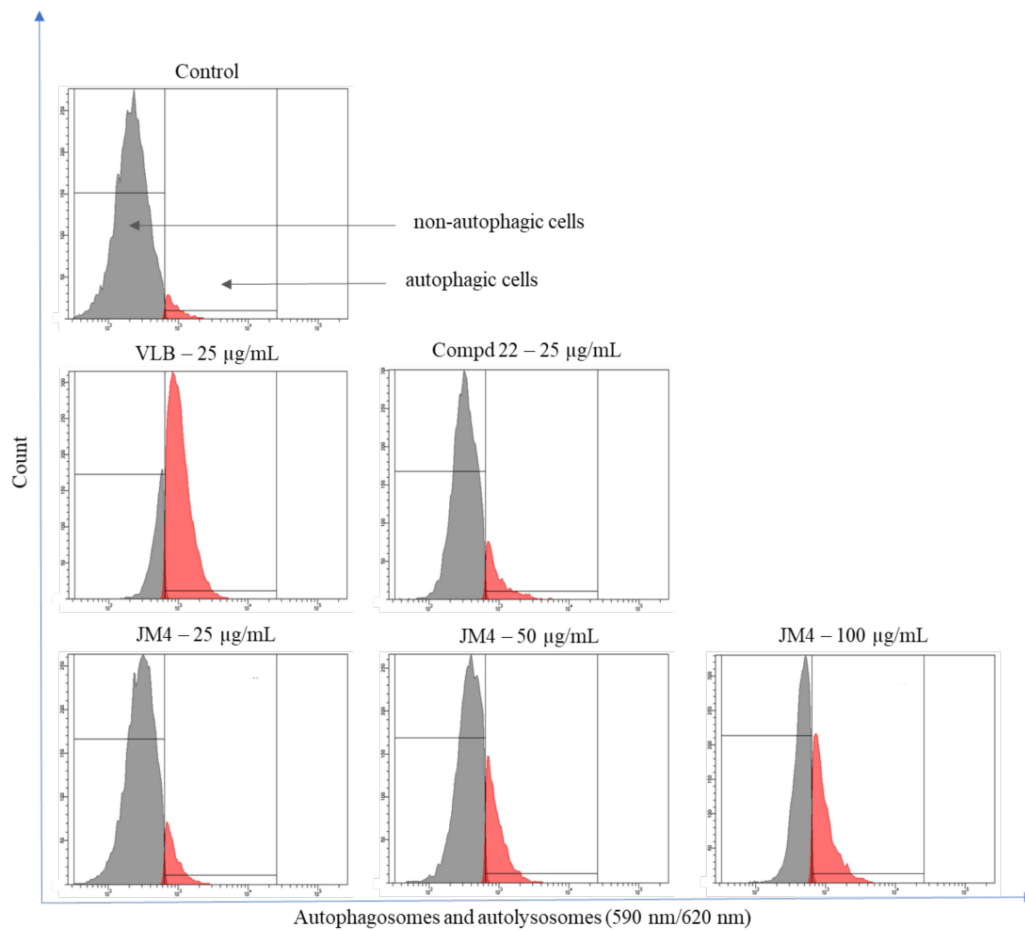 Control
non-autophagic cells
autophagic cells
VLB – 25 µg/mL
Compd 22 – 25 µg/mL
Count
JM4 – 25 µg/mL
JM4 – 50 µg/mL
JM4 – 100 µg/mL
Autophagosomes and autolysosomes (590 nm/620 nm)